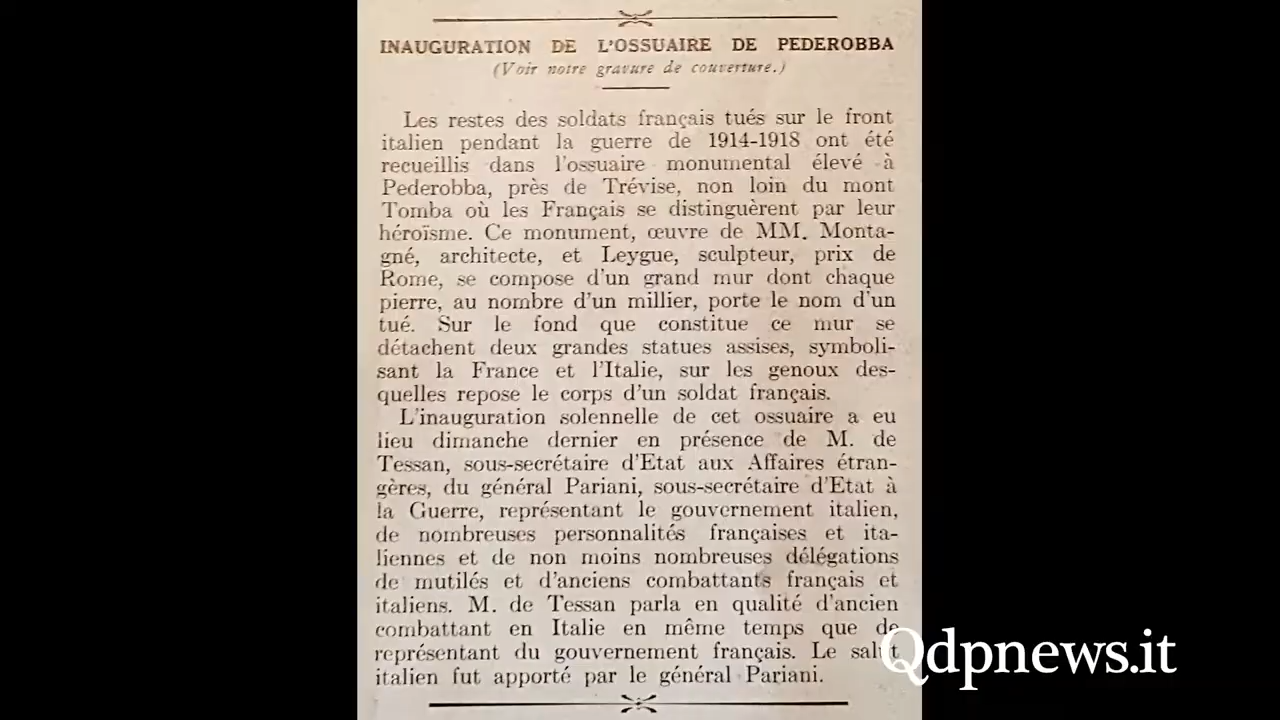 INAUGURATION DE L'OSSUAIRE DE PEDEROBBA
(Voir notre gravure de couverture.)
Les restes des soldats français tués sur le front
italien pendant la guerre de 1914-1918 ont été
recueillis dans l'ossuaire monumental élevé à
Pederobba, près de Trévise, non loin du mont
Tomba où les Français se distinguèrent par leur
héroïsme. Ce monument, œuvre de MM. Monta-
gné, architecte, et Leygue, sculpteur, prix de
Rome, se compose d'un grand mur dont chaque
pierre, au nombre d'un millier, porte le nom d'un
tué. Sur le fond que constitue ce mur se
détachent deux grandes statues assises, symboli-
sant la France et l'Italie, sur les genoux des-
quelles repose le corps d'un soldat français.
L'inauguration solennelle de cet ossuaire a eu
lieu dimanche dernier en présence de M. de
Tessan, sous-secrétaire d'Etat aux Affaires étran-
gères, du général Pariani, sous-secrétaire d'Etat à
la Guerre, représentant le gouvernement italien,
de nombreuses personnalités françaises et ita-
liennes et de non moins nombreuses délégations
de mutilés et d'anciens combattants français et
italiens. M. de Tessan parla en qualité d'ancien
combattant en Italie en même temps que de
représentant du gouvernement français. Le salut
italien fut apporté par le général Pariani.
Qdpnews.it